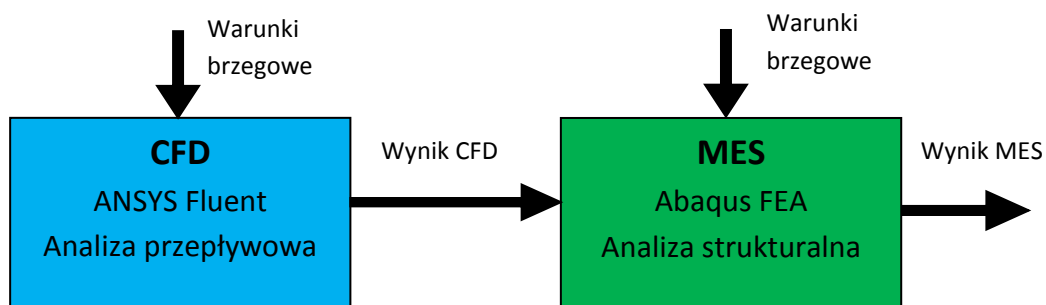 Warunki
brzegowe
CFD
ANSYS Fluent
Analiza przepływowa
Wynik CFD
Warunki
brzegowe
MES
Abaqus FEA
Analiza strukturalna
Wynik MES